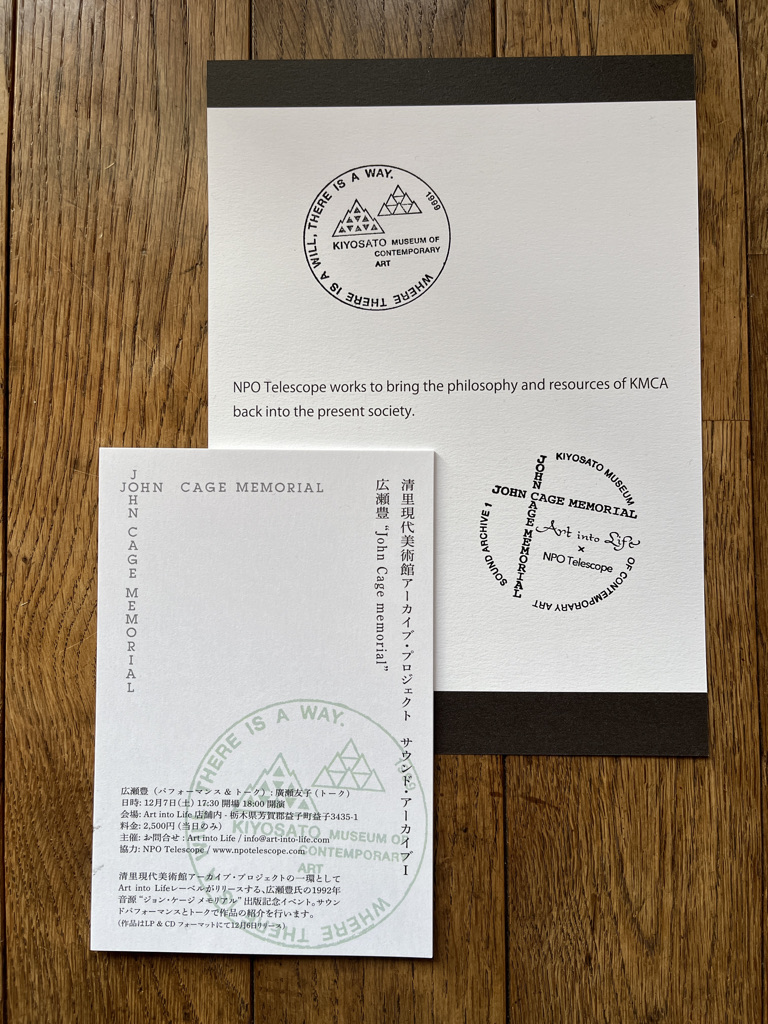 WHERE THERE IS A WILL, THERE IS A WAY.
1989
KIYOSATO MUSEUM OF
CONTEMPORARY
ART
NPO Telescope works to bring the philosophy and resources of KMCA
back into the present society.
KIYOSATO MUSEUM OF CONTEMPORARY ART
SOUND ARCHIVE 1
JOHN CAGE MEMORIAL
JOHN CAGE MEMORIAL
Art into Life
×
NPO Telescope
JOHN CAGE MEMORIAL
JOHN CAGE MEMORIAL
清里現代美術館アーカイブ・プロジェクト サウンド・アーカイブⅠ
広瀬豊 “John Cage memorial”
WHERE THERE IS A WILL, THERE IS A WAY.
1989
KIYOSATO MUSEUM OF
CONTEMPORARY
ART
広瀬豊（パフォーマンス & トーク）: 廣瀬友子（トーク）
日時: 12月7日（土）17:30 開場 18:00 開演
会場: Art into Life 店舗内 - 栃木県芳賀郡益子町益子3435-1
料金: 2,500円（当日のみ）
主催: お問合せ : Art into Life / info@art-into-life.com
協力: NPO Telescope / www.npotelescope.com
清里現代美術館アーカイブ・プロジェクトの一環として
Art into Lifeレーベルがリリースする、広瀬豊氏の1992年
音源 “ジョン・ケージ メモリアル” 出版記念イベント。サウン
ドパフォーマンスとトークで作品の紹介を行います。
（作品はLP & CD フォーマットにて12月6日リリース）